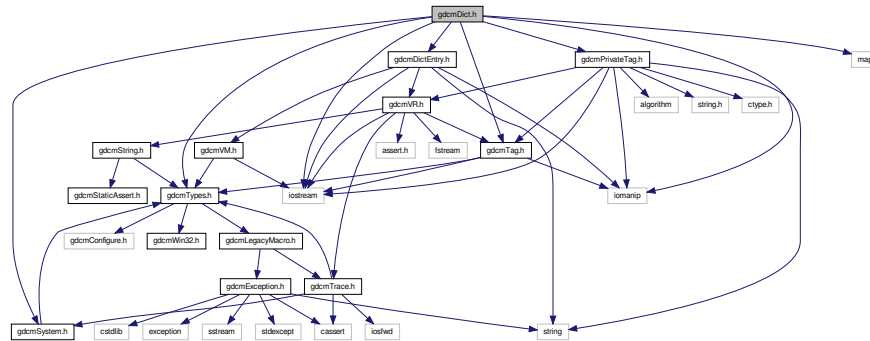 gdcmDict.h
gdcmDictEntry.h
gdcmPrivateTag.h
map
gdcmVR.h
algorithm
string.h
ctype.h
gdcmString.h
gdcmVM.h
assert.h
fstream
gdcmTag.h
gdcmStaticAssert.h
gdcmTypes.h
iostream
iomanip
gdcmConfigure.h
gdcmWin32.h
gdcmLegacyMacro.h
gdcmException.h
gdcmTrace.h
gdcmSystem.h
cstdlib
exception
sstream
stdexcept
cassert
iosfwd
string